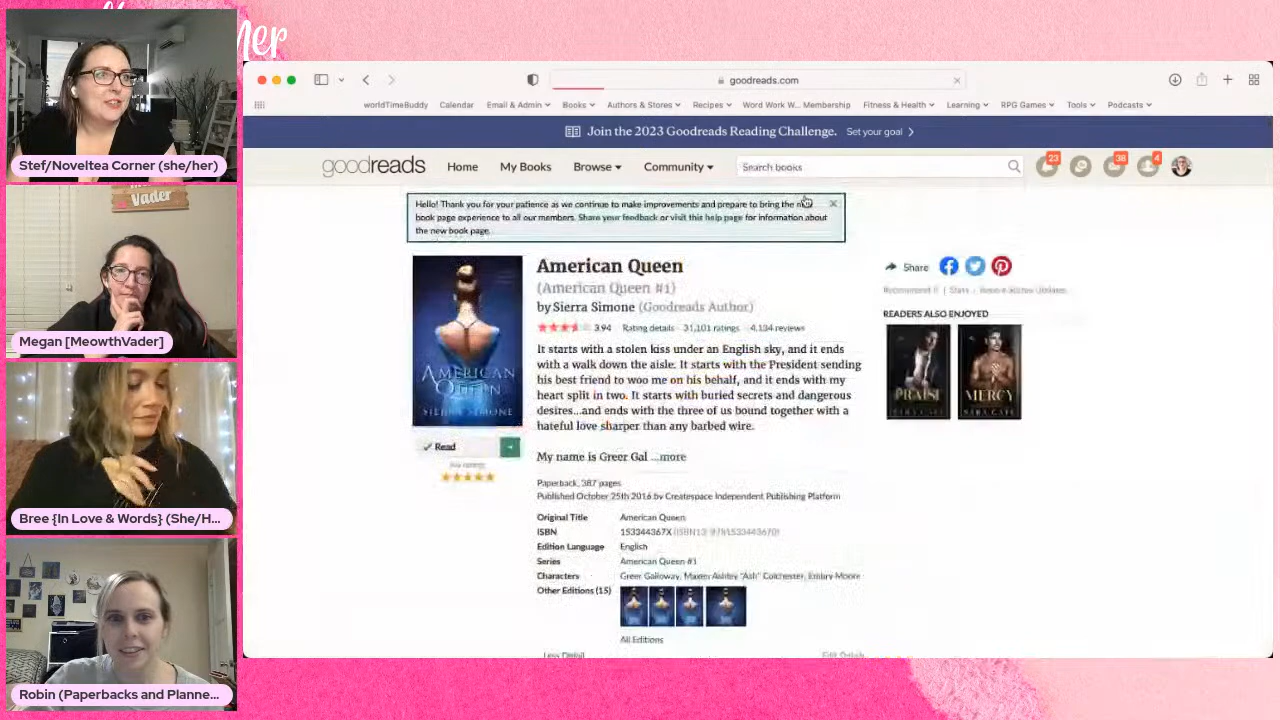 Stef/Noveltea Corner (she/her)
Vader
Megan [MeowthVader]
Bree {In Love & Words} (She/H...
Robin (Paperbacks and Planne...
goodreads.com
worldTimeBuddy Calendar Email & Admin Books Authors & Stores Recipes Word Work W... Membership Fitness & Health Learning RPG Games Tools Podcasts
Join the 2023 Goodreads Reading Challenge. Set your goal
goodreads Home My Books Browse Community Search books 23 38 4
Hello! Thank you for your patience as we continue to make improvements and prepare to bring the
book page experience to all our members. Share your feedback or visit this help page for information about
the new book page.
AMERICAN
QUEEN
SIERRA SIMONE
Read
American Queen
(American Queen #1)
by Sierra Simone (Goodreads Author)
3.94 Rating details · 31,101 ratings · 4,134 reviews
It starts with a stolen kiss under an English sky, and it ends
with a walk down the aisle. It starts with the President sending
his best friend to woo me on his behalf, and it ends with my
heart split in two. It starts with buried secrets and dangerous
desires...and ends with the three of us bound together with a
hateful love sharper than any barbed wire.
My name is Greer Gal ...more
Paperback, 387 pages
Published October 25th 2016 by Createspace Independent Publishing Platform
Original Title American Queen
ISBN 153344367X
Edition Language English
Series American Queen #1
Characters Greer Galloway, Maxen Ashley "Ash" Colchester, Embry Moore
Other Editions (15)
All Editions
Less Detail Edit Details
Share
READERS ALSO ENJOYED
PRAISE
SARA CATE
MERCY
SARA CATE